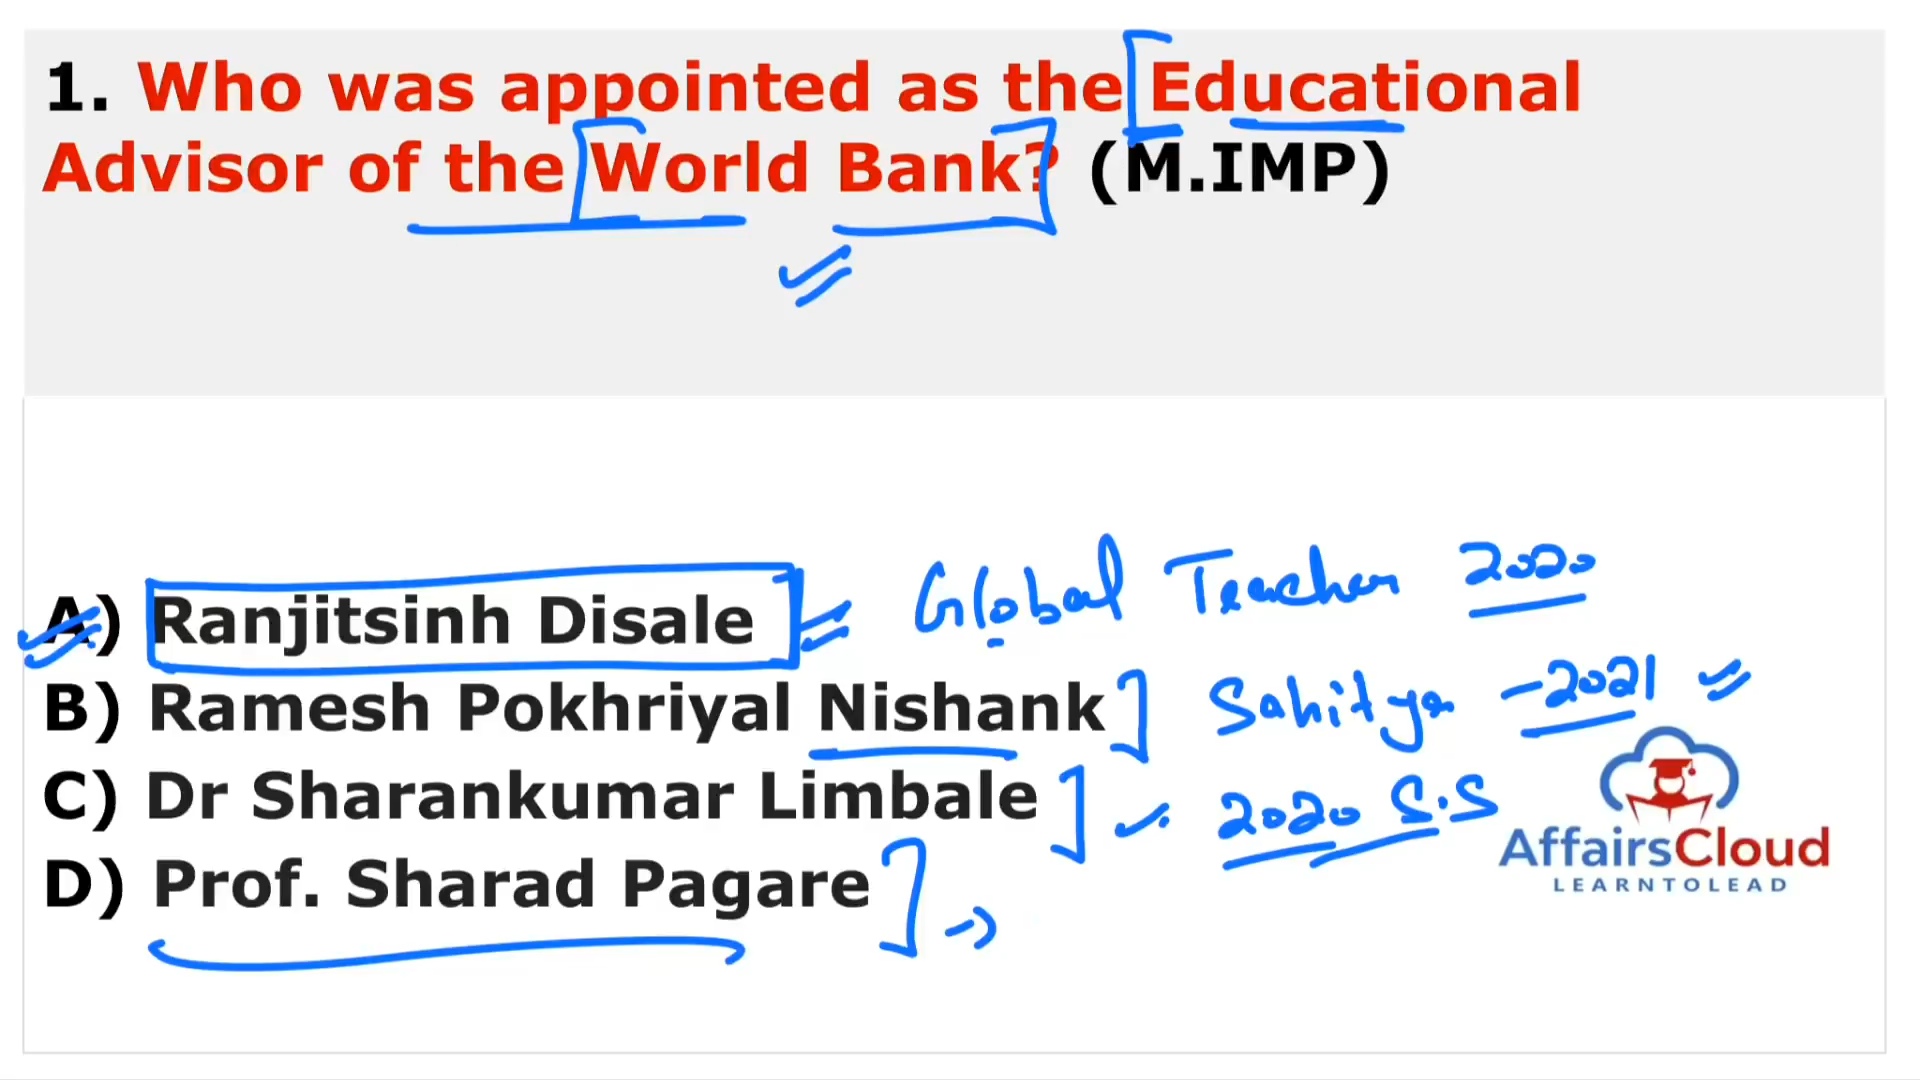 1. Who was appointed as the Educational
Advisor of the World Bank? (M.IMP)
A) Ranjitsinh Disale Global Teacher 2020
B) Ramesh Pokhriyal Nishank Sahitya - 2021
C) Dr Sharankumar Limbale 2020 S.S
D) Prof. Sharad Pagare
AffairsCloud
LEARNTOLEAD